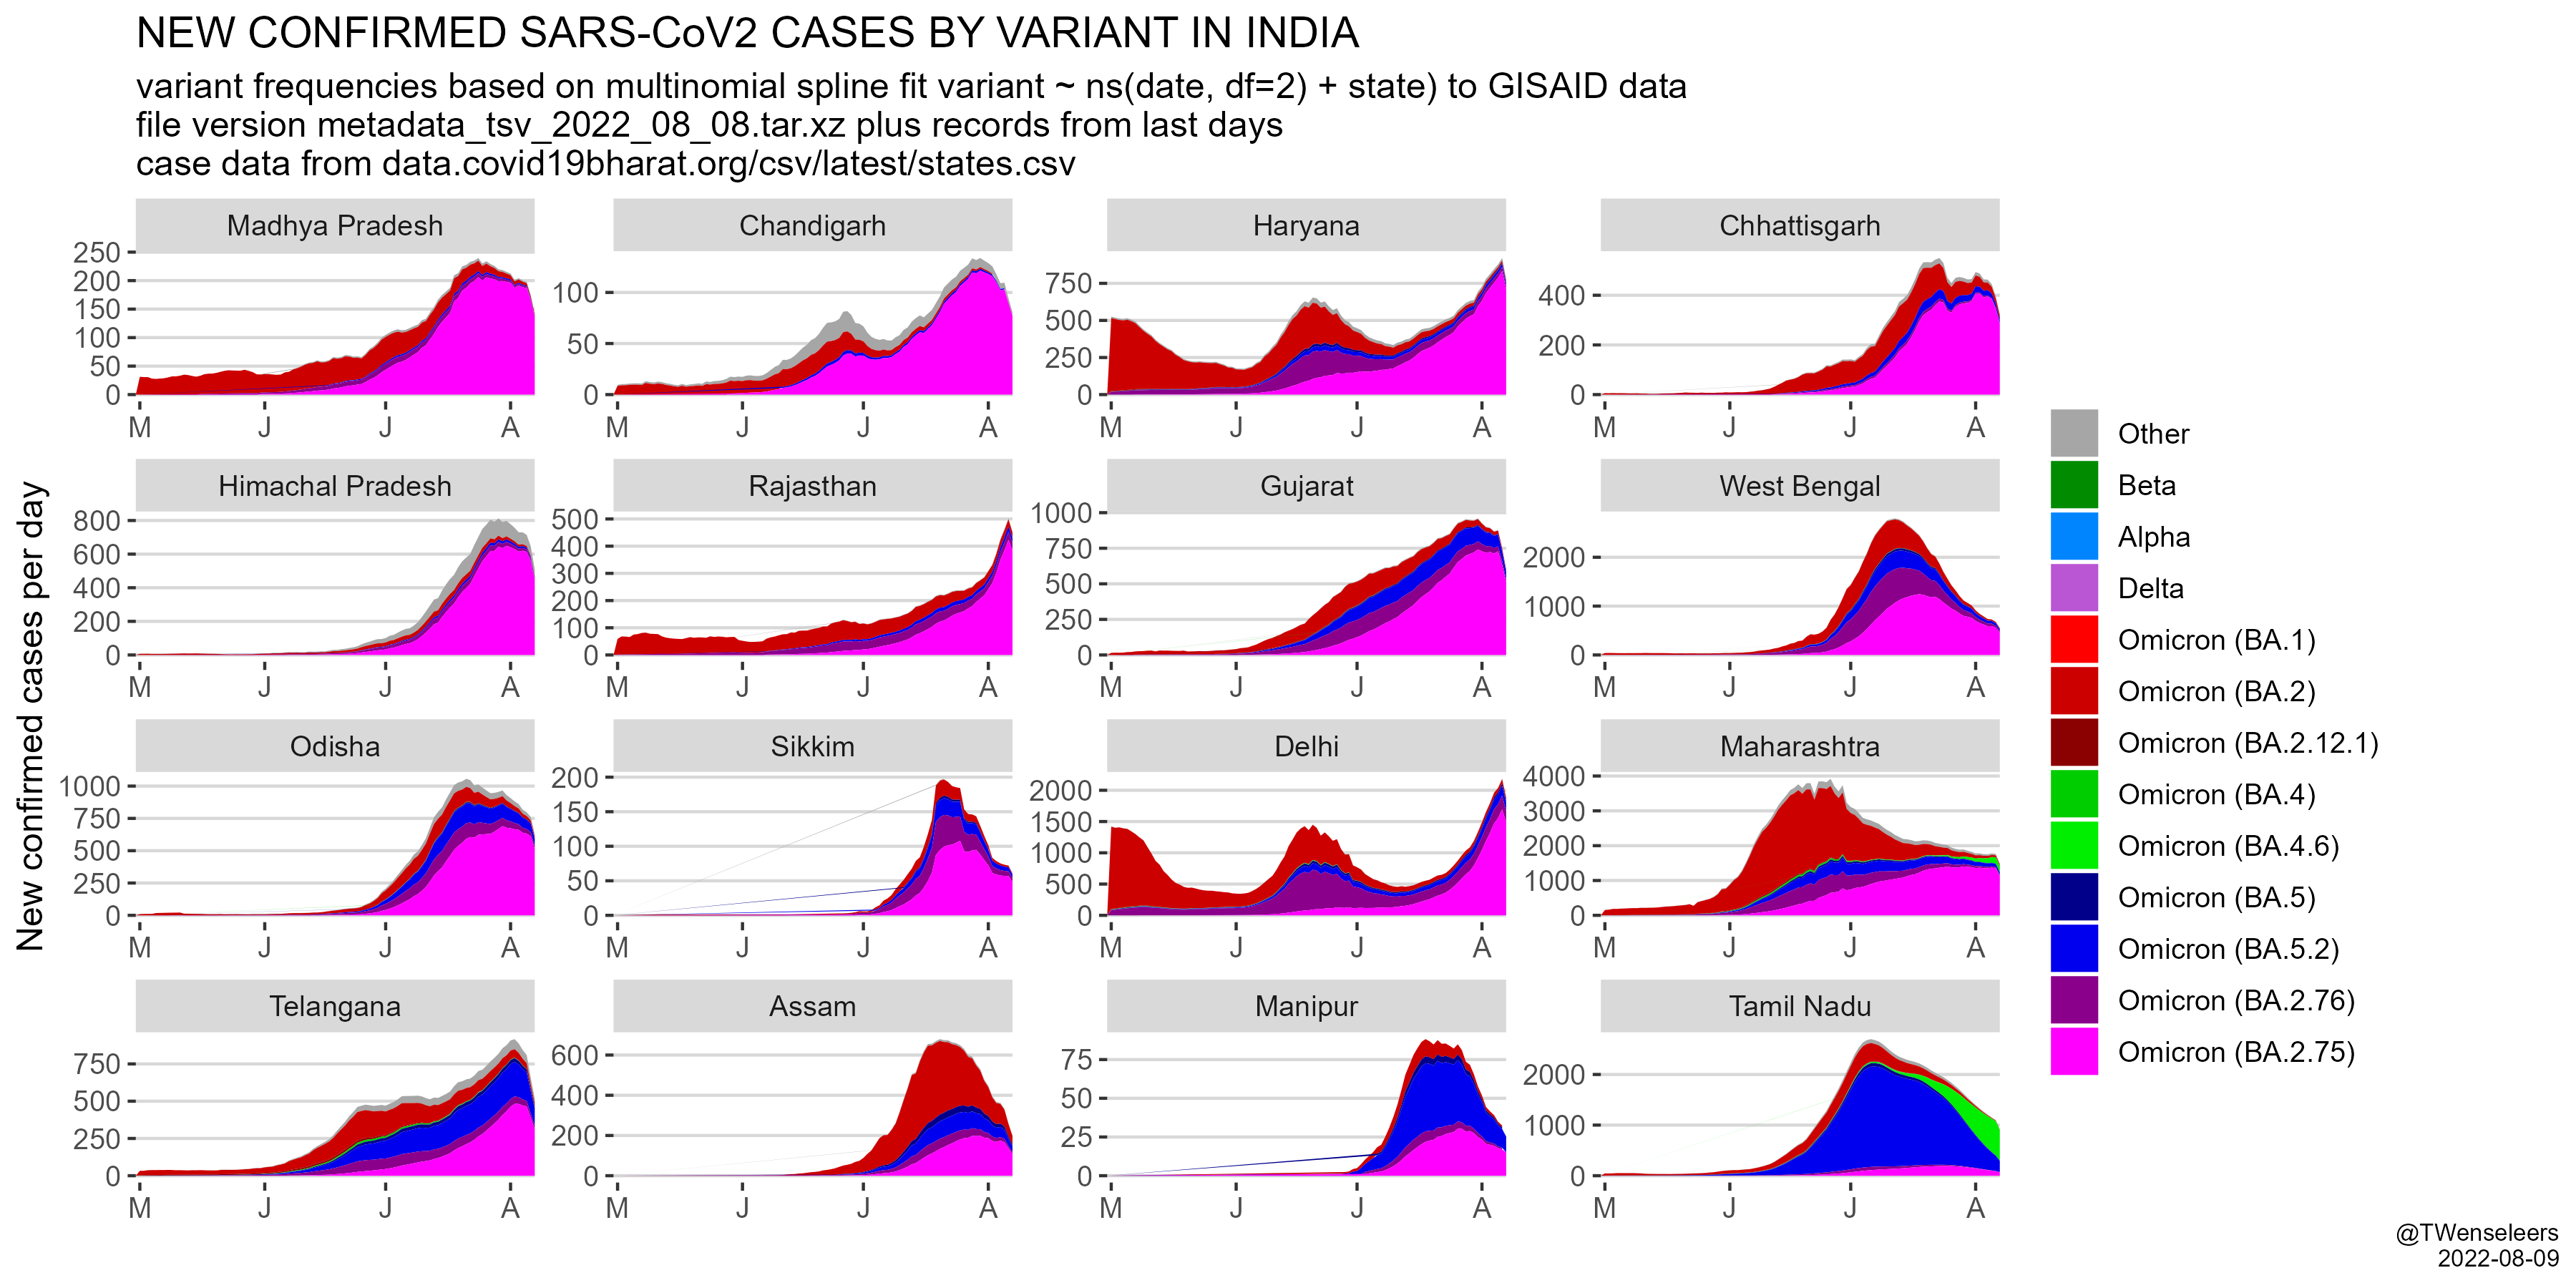 NEW CONFIRMED SARS-CoV2 CASES BY VARIANT IN INDIA
variant frequencies based on multinomial spline fit variant ~ ns(date, df=2) + state) to GISAID data
file version metadata_tsv_2022_08_08.tar.xz plus records from last days
case data from data.covid19bharat.org/csv/latest/states.csv
New confirmed cases per day
Madhya Pradesh
250
200
150
100
50
0
M J J A
Chandigarh
100
50
0
M J J A
Haryana
750
500
250
0
M J J A
Chhattisgarh
400
200
0
M J J A
Himachal Pradesh
800
600
400
200
0
M J J A
Rajasthan
500
400
300
200
100
0
M J J A
Gujarat
1000
750
500
250
0
M J J A
West Bengal
2000
1000
0
M J J A
Odisha
1000
750
500
250
0
M J J A
Sikkim
200
150
100
50
0
M J J A
Delhi
2000
1500
1000
500
0
M J J A
Maharashtra
4000
3000
2000
1000
0
M J J A
Telangana
750
500
250
0
M J J A
Assam
600
400
200
0
M J J A
Manipur
75
50
25
0
M J J A
Tamil Nadu
2000
1000
0
M J J A
Other
Beta
Alpha
Delta
Omicron (BA.1)
Omicron (BA.2)
Omicron (BA.2.12.1)
Omicron (BA.4)
Omicron (BA.4.6)
Omicron (BA.5)
Omicron (BA.5.2)
Omicron (BA.2.76)
Omicron (BA.2.75)
@TWenseleers
2022-08-09